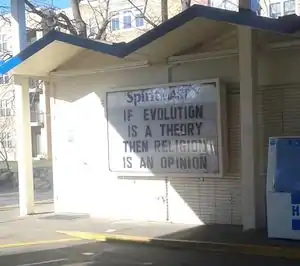 IF EVOLUTION
IS A THEORY
THEN RELIGION
IS AN OPINION